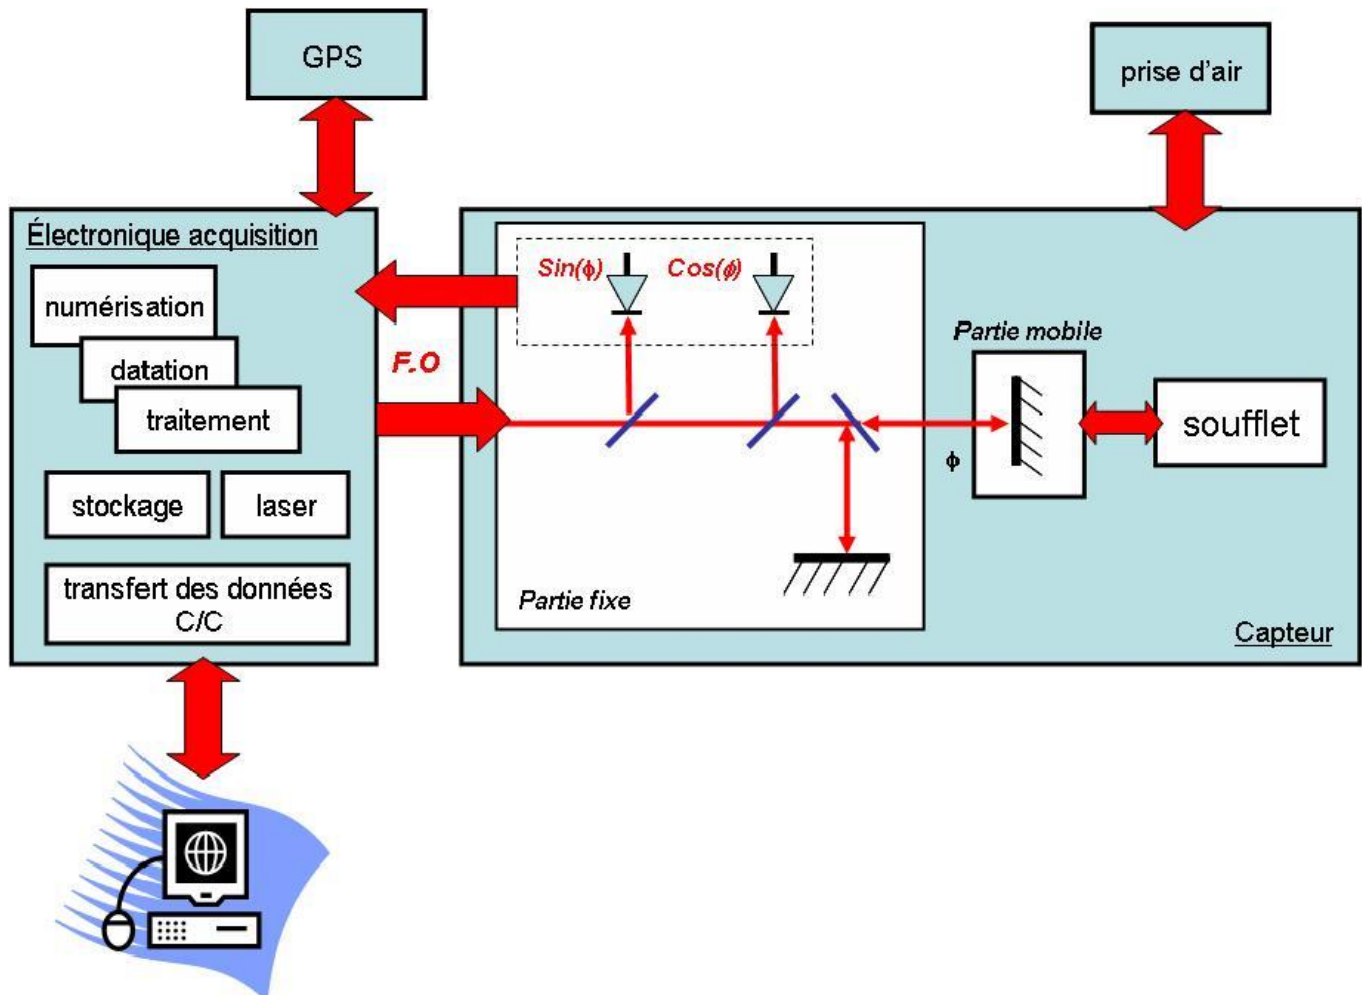 GPS
prise d'air
Électronique acquisition
numérisation
datation
traitement
stockage
laser
transfert des données
C/C
F.O
Sin(ϕ)
Cos(ϕ)
Partie fixe
Partie mobile
ϕ
soufflet
Capteur